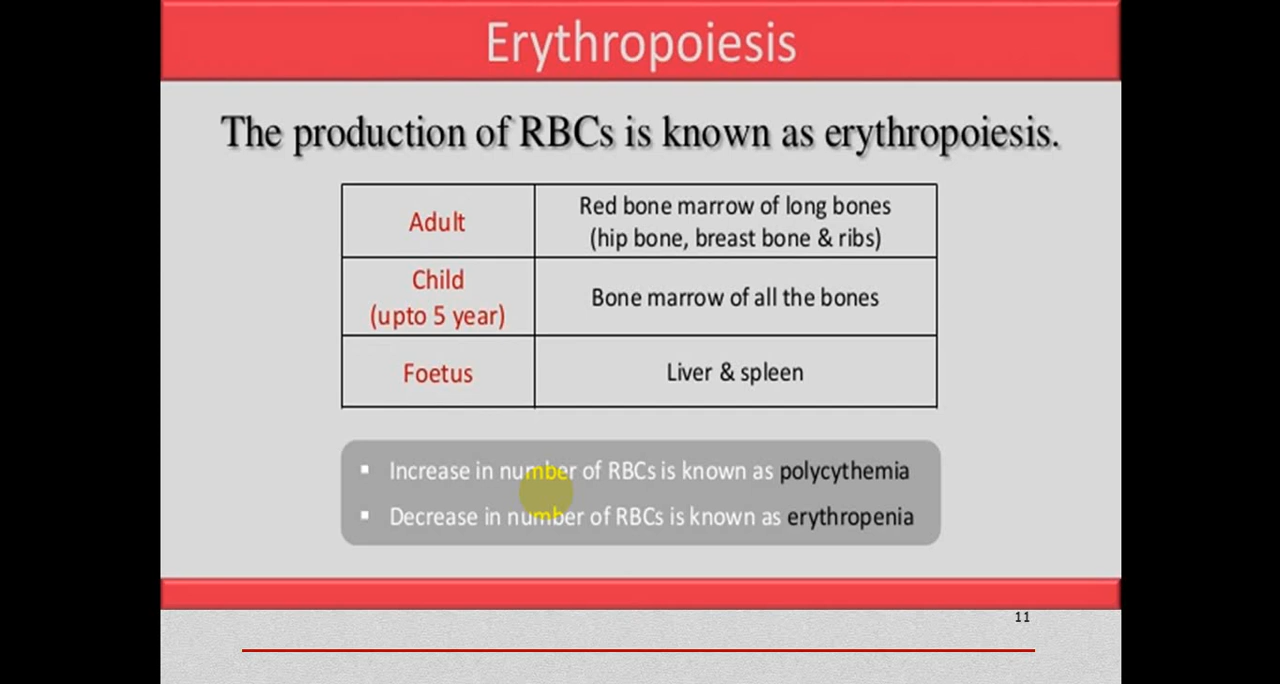 Erythropoiesis
The production of RBCs is known as erythropoiesis.
Adult
Red bone marrow of long bones
(hip bone, breast bone & ribs)
Child
(upto 5 year)
Bone marrow of all the bones
Foetus
Liver & spleen
▪ Increase in number of RBCs is known as polycythemia
▪ Decrease in number of RBCs is known as erythropenia
11